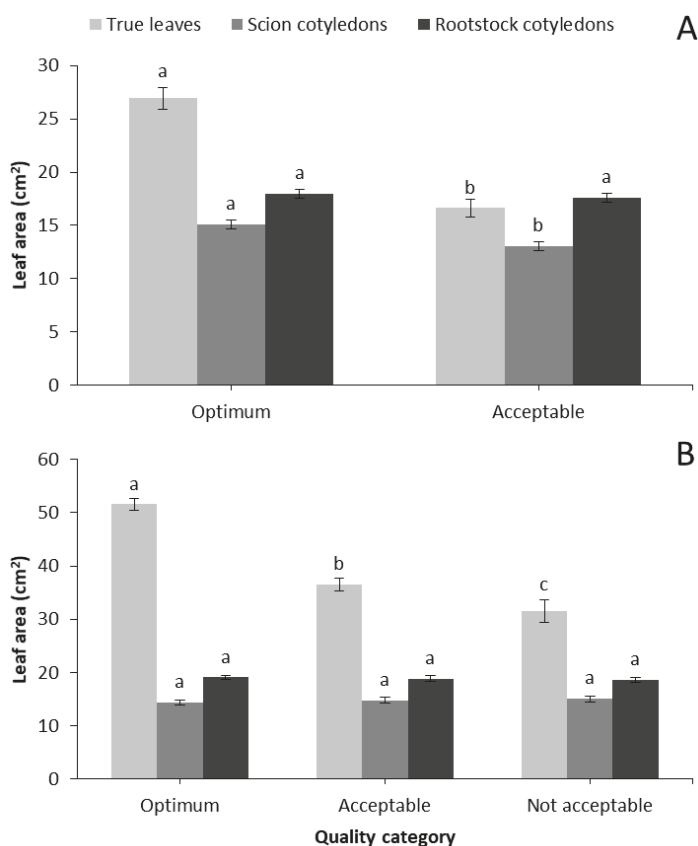 True leaves Scion cotyledons Rootstock cotyledons
A
Leaf area (cm²)
30
25
20
15
10
5
0
a
a
a
b
b
a
Optimum Acceptable
B
Leaf area (cm²)
60
50
40
30
20
10
0
a
a
a
b
a
a
c
a
a
Optimum Acceptable Not acceptable
Quality category